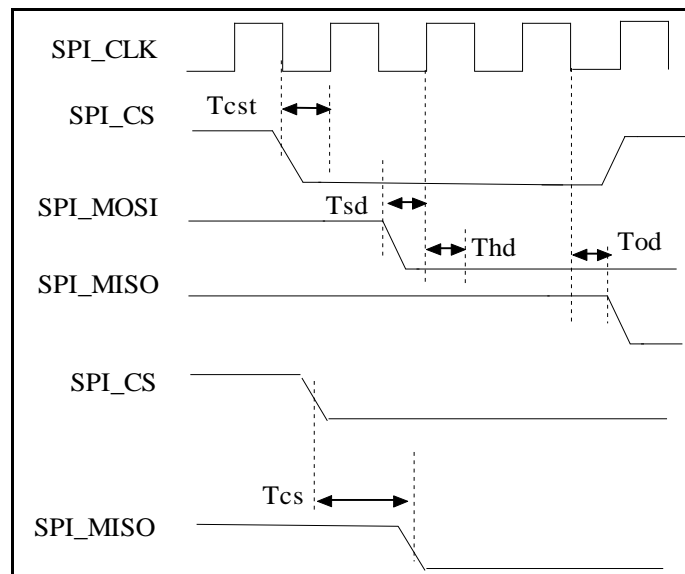 SPI_CLK
Tcst
SPI_CS
SPI_MOSI
Tsd
Thd
Tod
SPI_MISO
SPI_CS
Tcs
SPI_MISO